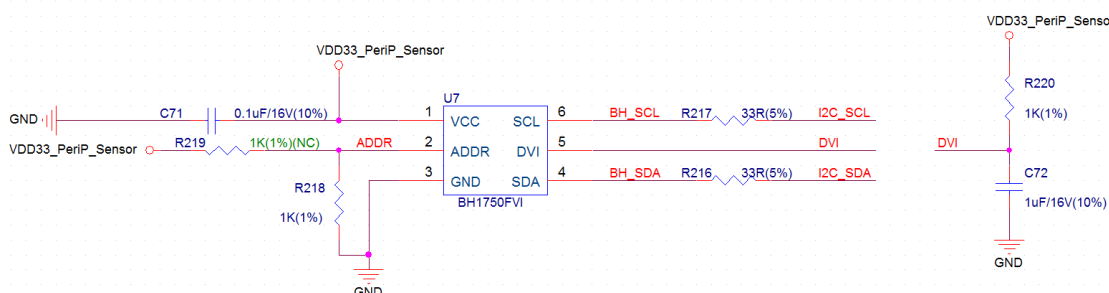 VDD33_PeriP_Senso
VDD33_PeriP_Sensor
R220
1K(1%)
U7
C71 0.1uF/16V(10%) 1 VCC SCL 6 BH_SCL R217 33R(5%) I2C_SCL
GND
VDD33_PeriP_Sensor R219 1K(1%)(NC) ADDR 2 ADDR DVI 5 DVI DVI
R218 3 GND SDA 4 BH_SDA R216 33R(5%) I2C_SDA C72
1K(1%) BH1750FVI 1uF/16V(10%)
GND
GND